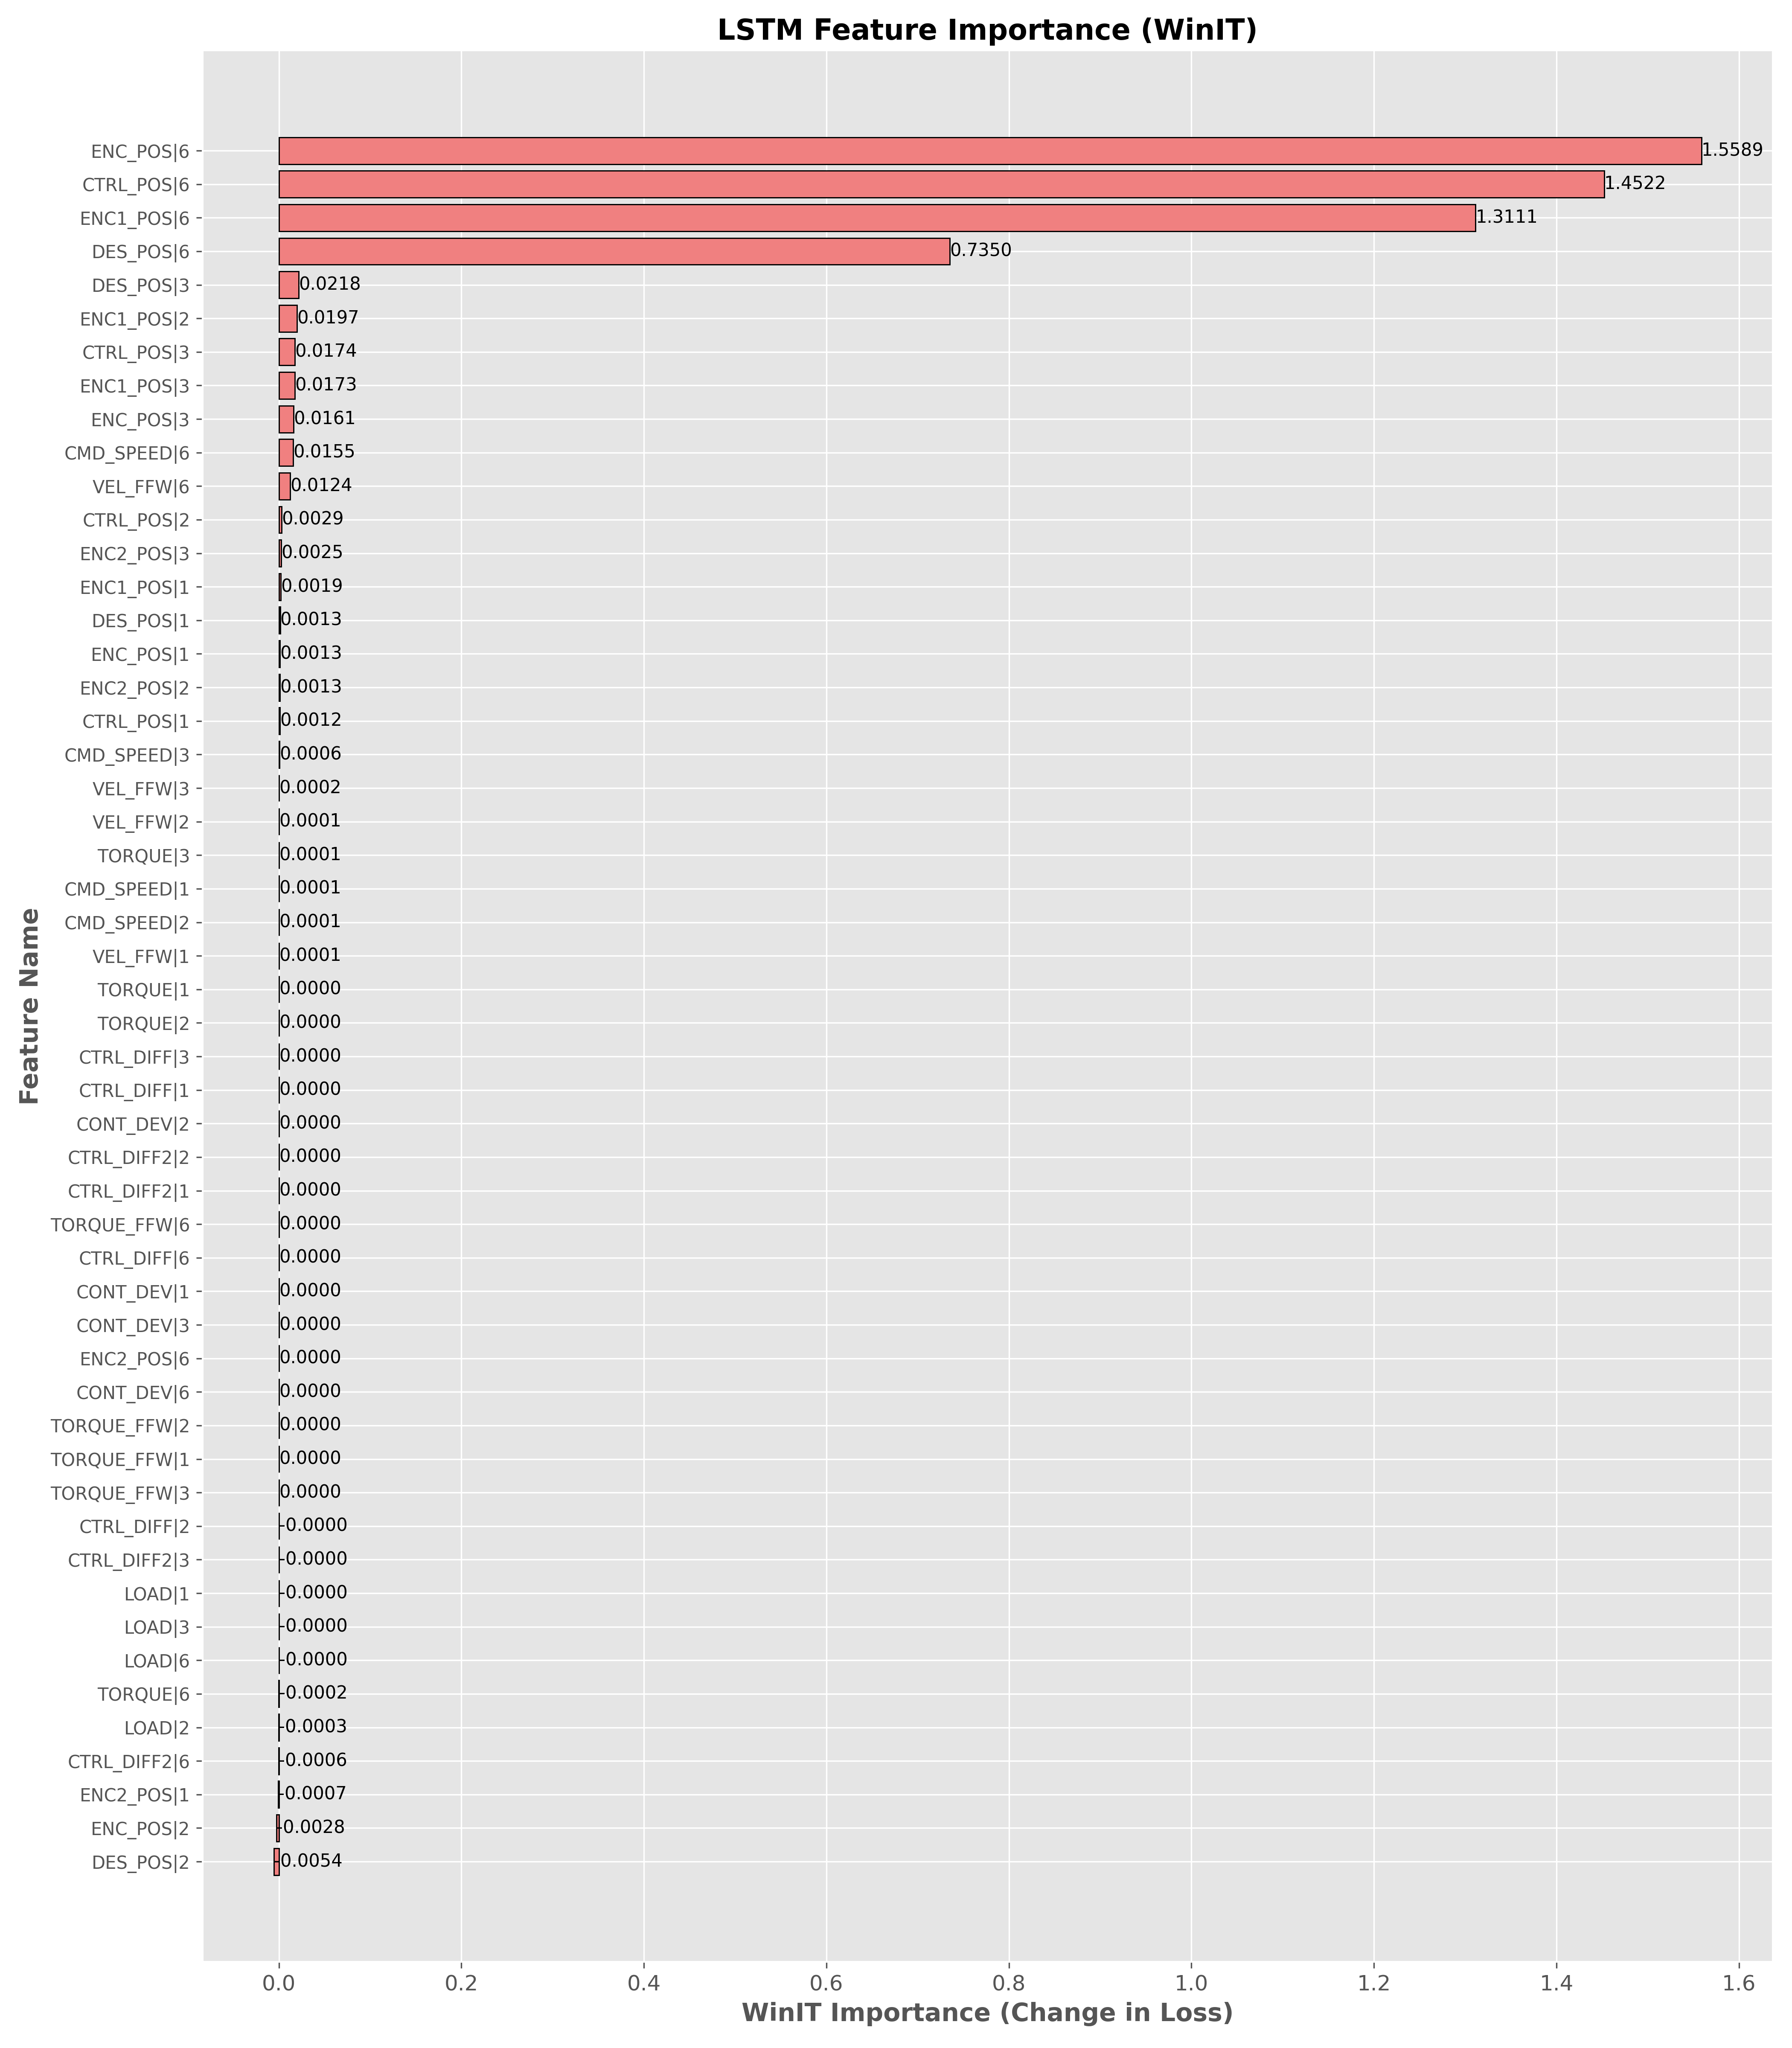 LSTM Feature Importance (WinIT)
ENC_POS|6 1.5589
CTRL_POS|6 1.4522
ENC1_POS|6 1.3111
DES_POS|6 0.7350
DES_POS|3 0.0218
ENC1_POS|2 0.0197
CTRL_POS|3 0.0174
ENC1_POS|3 0.0173
ENC_POS|3 0.0161
CMD_SPEED|6 0.0155
VEL_FFW|6 0.0124
CTRL_POS|2 0.0029
ENC2_POS|3 0.0025
ENC1_POS|1 0.0019
DES_POS|1 0.0013
ENC_POS|1 0.0013
ENC2_POS|2 0.0013
CTRL_POS|1 0.0012
CMD_SPEED|3 0.0006
VEL_FFW|3 0.0002
VEL_FFW|2 0.0001
TORQUE|3 0.0001
CMD_SPEED|1 0.0001
CMD_SPEED|2 0.0001
VEL_FFW|1 0.0001
TORQUE|1 0.0000
TORQUE|2 0.0000
CTRL_DIFF|3 0.0000
CTRL_DIFF|1 0.0000
CONT_DEV|2 0.0000
CTRL_DIFF2|2 0.0000
CTRL_DIFF2|1 0.0000
TORQUE_FFW|6 0.0000
CTRL_DIFF|6 0.0000
CONT_DEV|1 0.0000
CONT_DEV|3 0.0000
ENC2_POS|6 0.0000
CONT_DEV|6 0.0000
TORQUE_FFW|2 0.0000
TORQUE_FFW|1 0.0000
TORQUE_FFW|3 0.0000
CTRL_DIFF|2 -0.0000
CTRL_DIFF2|3 -0.0000
LOAD|1 -0.0000
LOAD|3 -0.0000
LOAD|6 -0.0000
TORQUE|6 -0.0002
LOAD|2 -0.0003
CTRL_DIFF2|6 -0.0006
ENC2_POS|1 -0.0007
ENC_POS|2 -0.0028
DES_POS|2 -0.0054
Feature Name
0.0 0.2 0.4 0.6 0.8 1.0 1.2 1.4 1.6
WinIT Importance (Change in Loss)